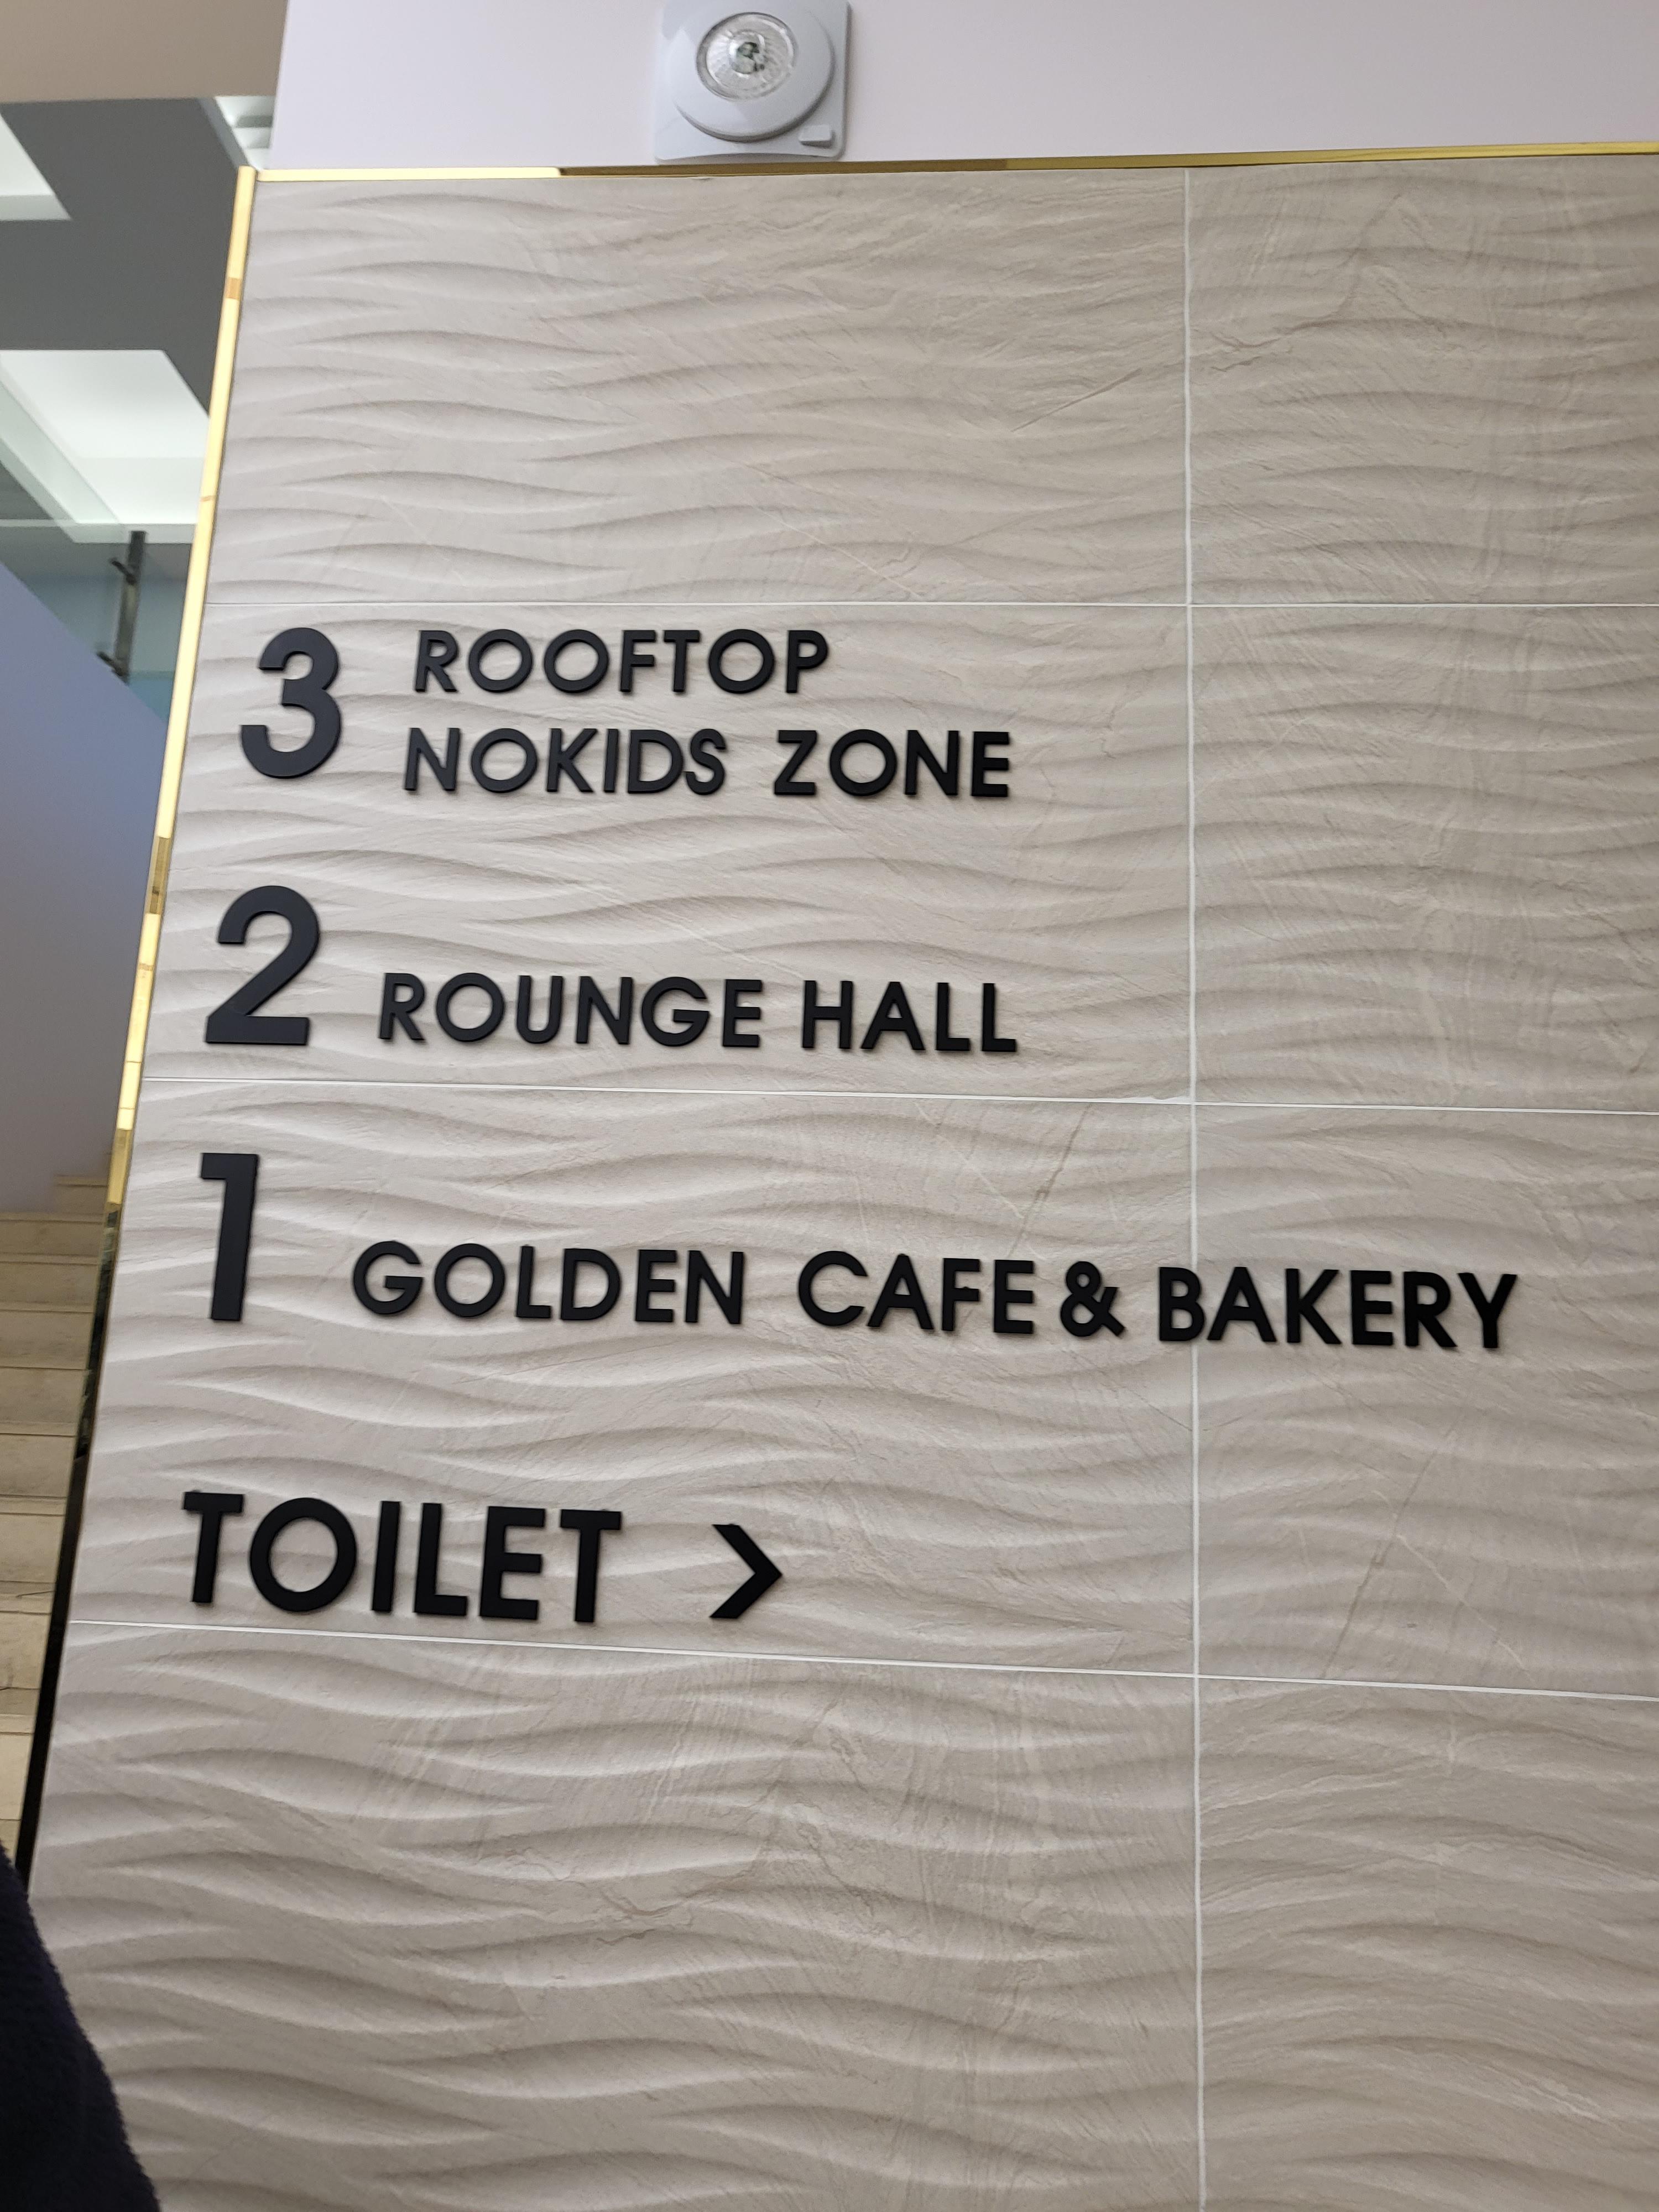 3 ROOFTOP
NOKIDS ZONE
2 ROUNGE HALL
1 GOLDEN CAFE & BAKERY
TOILET >